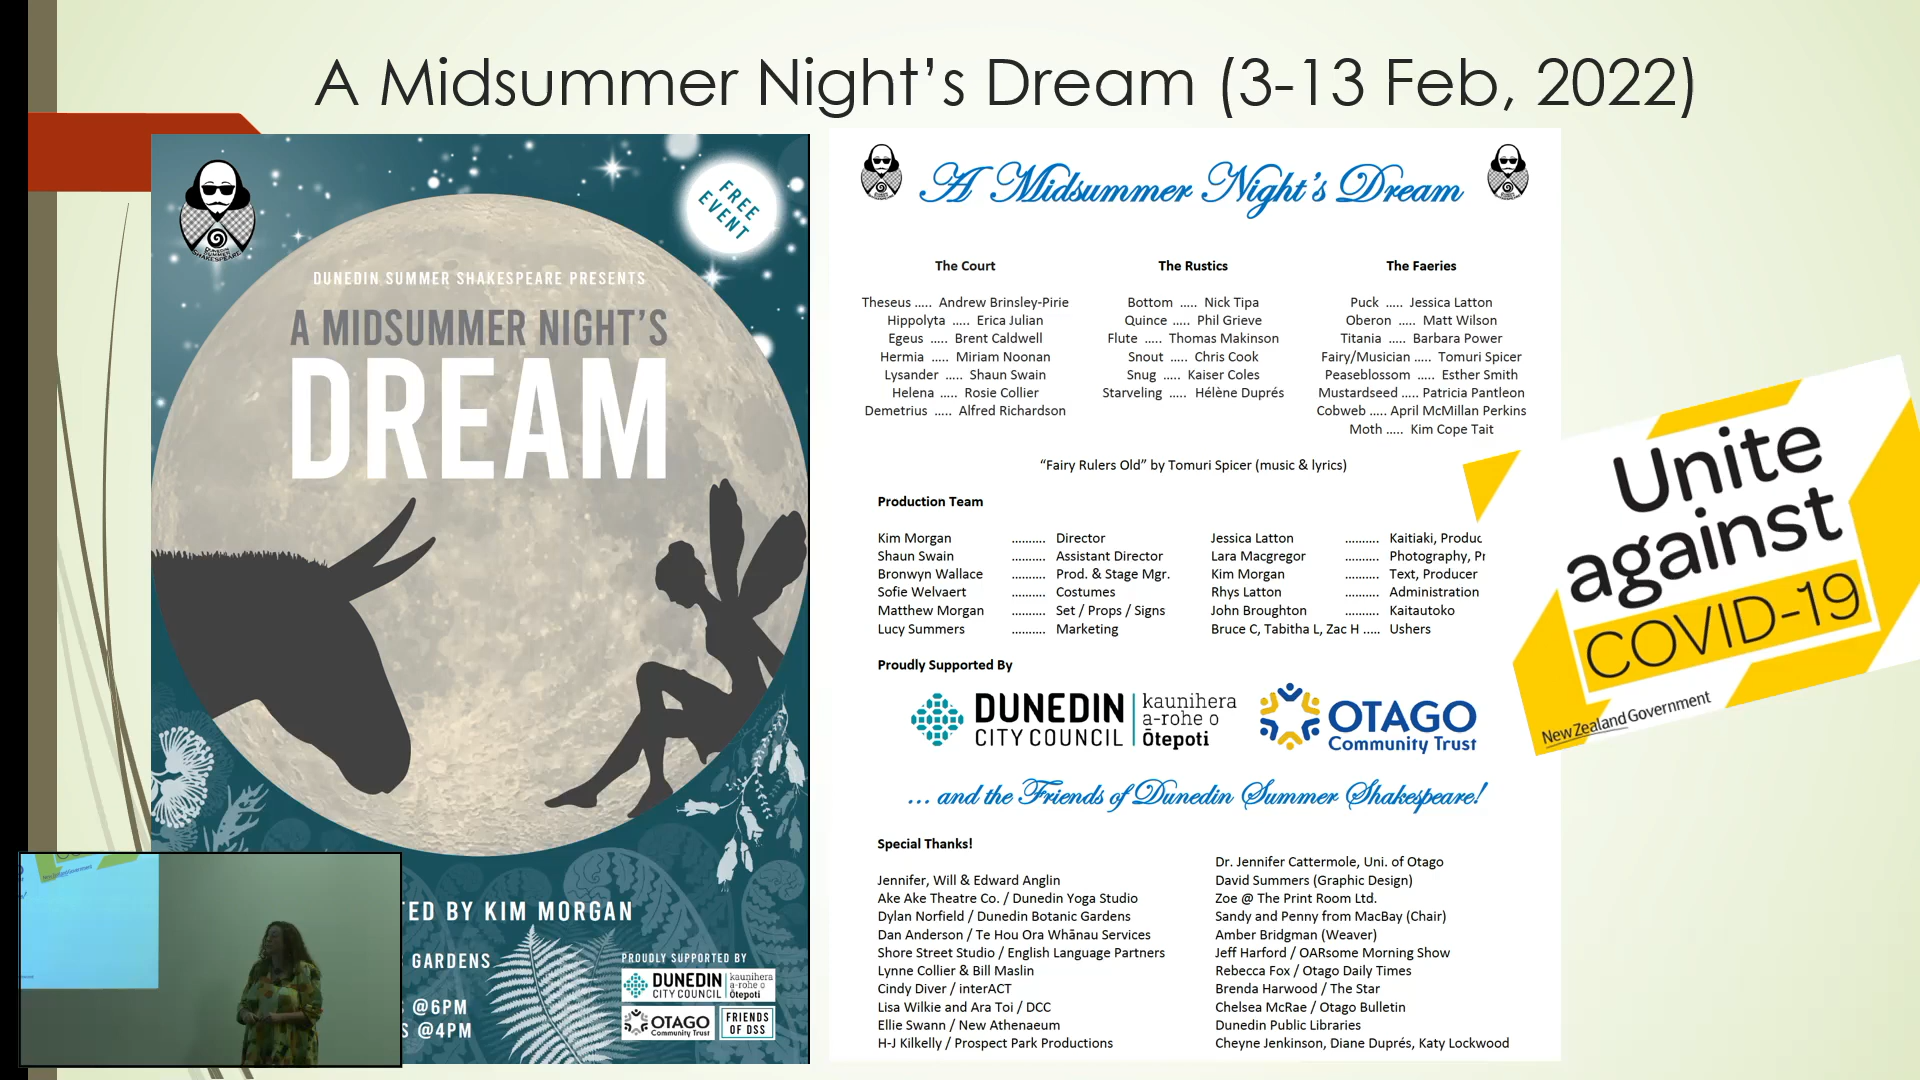 A Midsummer Night's Dream (3-13 Feb, 2022)
FREE
EVENT
DUNEDIN
SUMMER
SHAKESPEARE
DUNEDIN SUMMER SHAKESPEARE PRESENTS
A MIDSUMMER NIGHT'S
DREAM
TED BY KIM MORGAN
GARDENS
S @6PM
S @4PM
PROUDLY SUPPORTED BY
DUNEDIN CITY COUNCIL | kaunihera a-rohe o Ōtepoti
OTAGO Community Trust
FRIENDS OF DSS
A Midsummer Night's Dream
The Court
Theseus ..... Andrew Brinsley-Pirie
Hippolyta ..... Erica Julian
Egeus ..... Brent Caldwell
Hermia ..... Miriam Noonan
Lysander ..... Shaun Swain
Helena ..... Rosie Collier
Demetrius ..... Alfred Richardson
The Rustics
Bottom ..... Nick Tipa
Quince ..... Phil Grieve
Flute ..... Thomas Makinson
Snout ..... Chris Cook
Snug ..... Kaiser Coles
Starveling ..... Hélène Duprés
The Faeries
Puck ..... Jessica Latton
Oberon ..... Matt Wilson
Titania ..... Barbara Power
Fairy/Musician ..... Tomuri Spicer
Peaseblossom ..... Esther Smith
Mustardseed ..... Patricia Pantleon
Cobweb ..... April McMillan Perkins
Moth ..... Kim Cope Tait
"Fairy Rulers Old" by Tomuri Spicer (music & lyrics)
Production Team
Kim Morgan .......... Director
Shaun Swain .......... Assistant Director
Bronwyn Wallace .......... Prod. & Stage Mgr.
Sofie Welvaert .......... Costumes
Matthew Morgan .......... Set / Props / Signs
Lucy Summers .......... Marketing
Jessica Latton .......... Kaitiaki, Produc
Lara Macgregor .......... Photography, Pr
Kim Morgan .......... Text, Producer
Rhys Latton .......... Administration
John Broughton .......... Kaitautoko
Bruce C, Tabitha L, Zac H ..... Ushers
Proudly Supported By
DUNEDIN CITY COUNCIL | kaunihera a-rohe o Ōtepoti
OTAGO
Community Trust
... and the Friends of Dunedin Summer Shakespeare!
Special Thanks!
Jennifer, Will & Edward Anglin
Ake Ake Theatre Co. / Dunedin Yoga Studio
Dylan Norfield / Dunedin Botanic Gardens
Dan Anderson / Te Hou Ora Whānau Services
Shore Street Studio / English Language Partners
Lynne Collier & Bill Maslin
Cindy Diver / interACT
Lisa Wilkie and Ara Toi / DCC
Ellie Swann / New Athenaeum
H-J Kilkelly / Prospect Park Productions
Dr. Jennifer Cattermole, Uni. of Otago
David Summers (Graphic Design)
Zoe @ The Print Room Ltd.
Sandy and Penny from MacBay (Chair)
Amber Bridgman (Weaver)
Jeff Harford / OARsome Morning Show
Rebecca Fox / Otago Daily Times
Brenda Harwood / The Star
Chelsea McRae / Otago Bulletin
Dunedin Public Libraries
Cheyne Jenkinson, Diane Duprés, Katy Lockwood
Unite
against
COVID-19
New Zealand Government